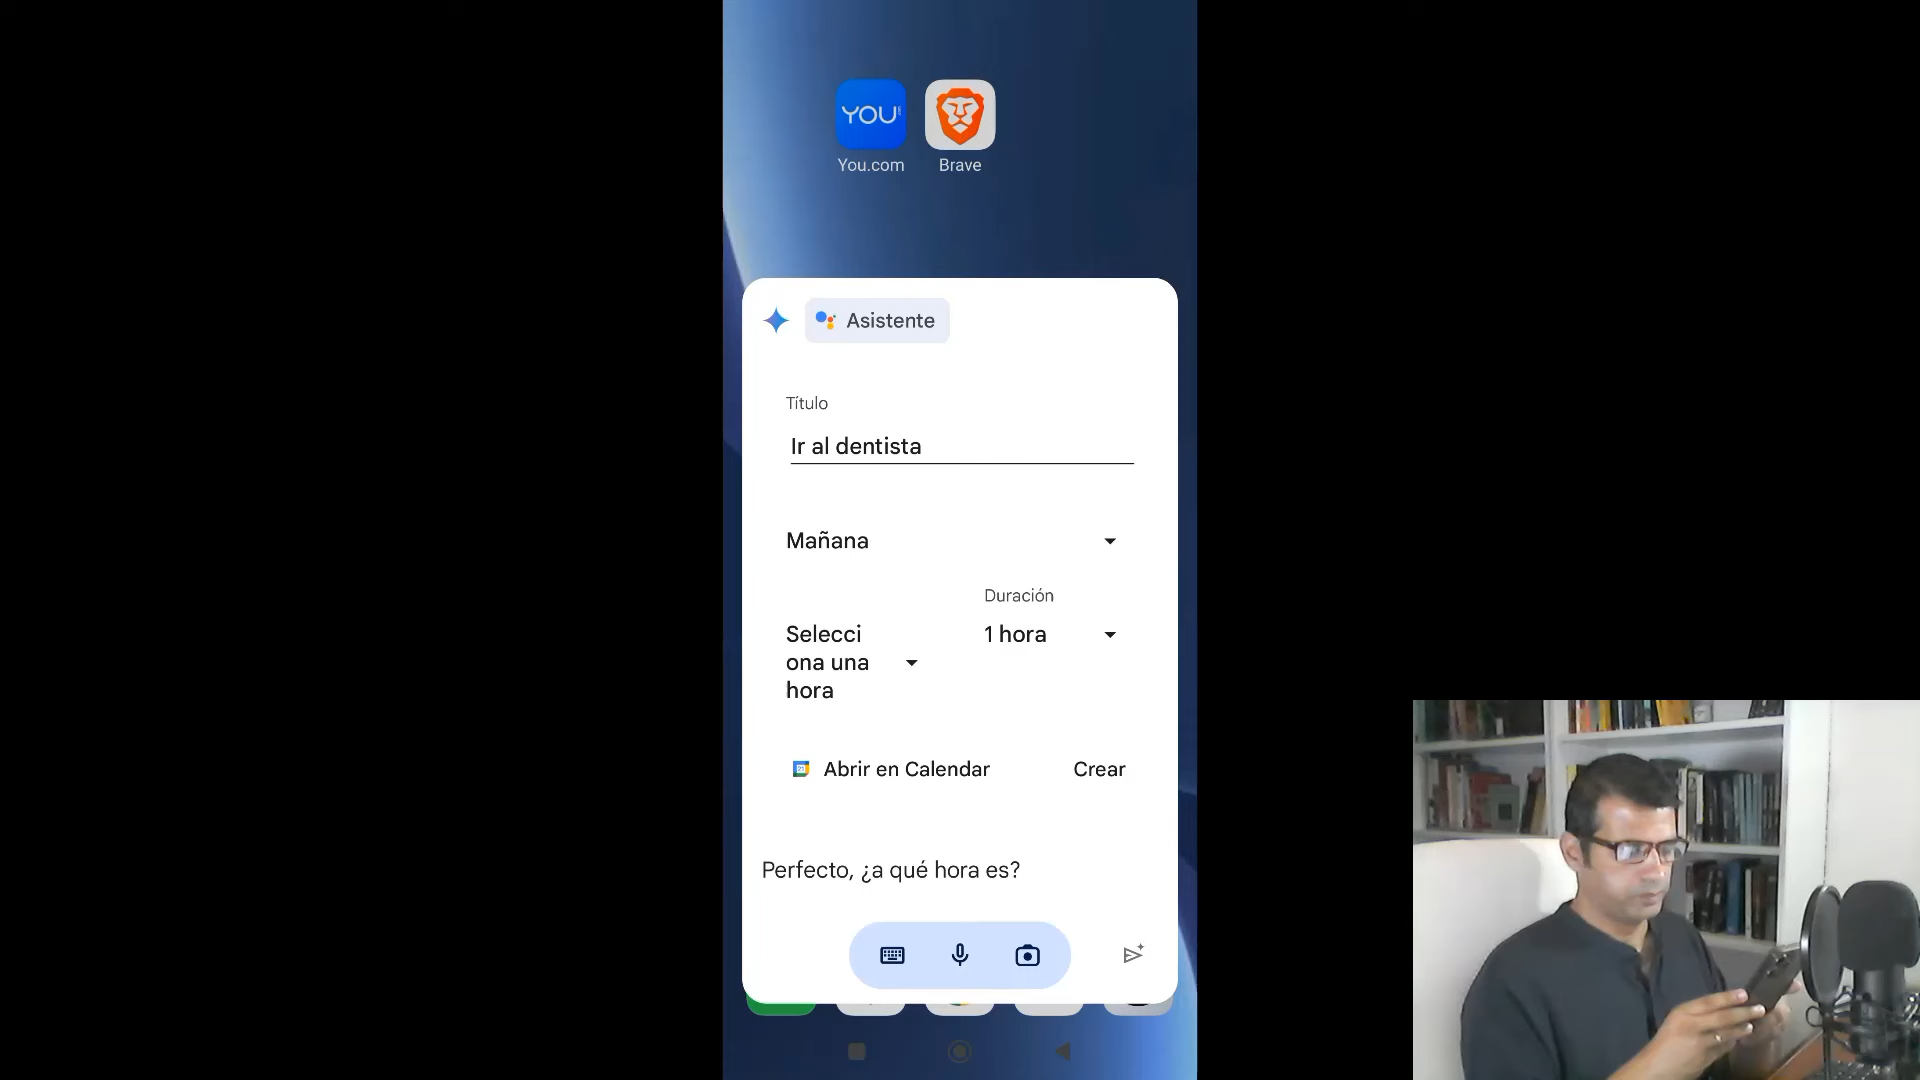 YOU
You.com
Brave
Asistente
Título
Ir al dentista
Mañana
Duración
Selecci
ona una
hora
1 hora
Abrir en Calendar
Crear
Perfecto, ¿a qué hora es?